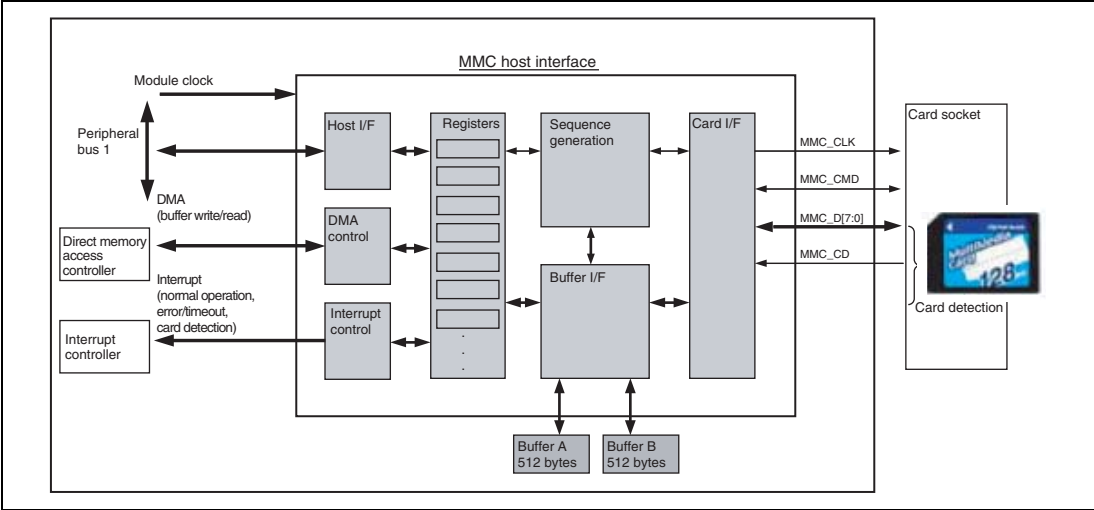 MMC host interface
Module clock
Peripheral
bus 1
DMA
(buffer write/read)
Direct memory
access
controller
Interrupt
(normal operation,
error/timeout,
card detection)
Interrupt
controller
Host I/F
DMA
control
Interrupt
control
Registers
.
.
.
Sequence
generation
Buffer I/F
Card I/F
Buffer A
512 bytes
Buffer B
512 bytes
MMC_CLK
MMC_CMD
MMC_D[7:0]
MMC_CD
Card socket
MultiMedia
Card
128
Card detection